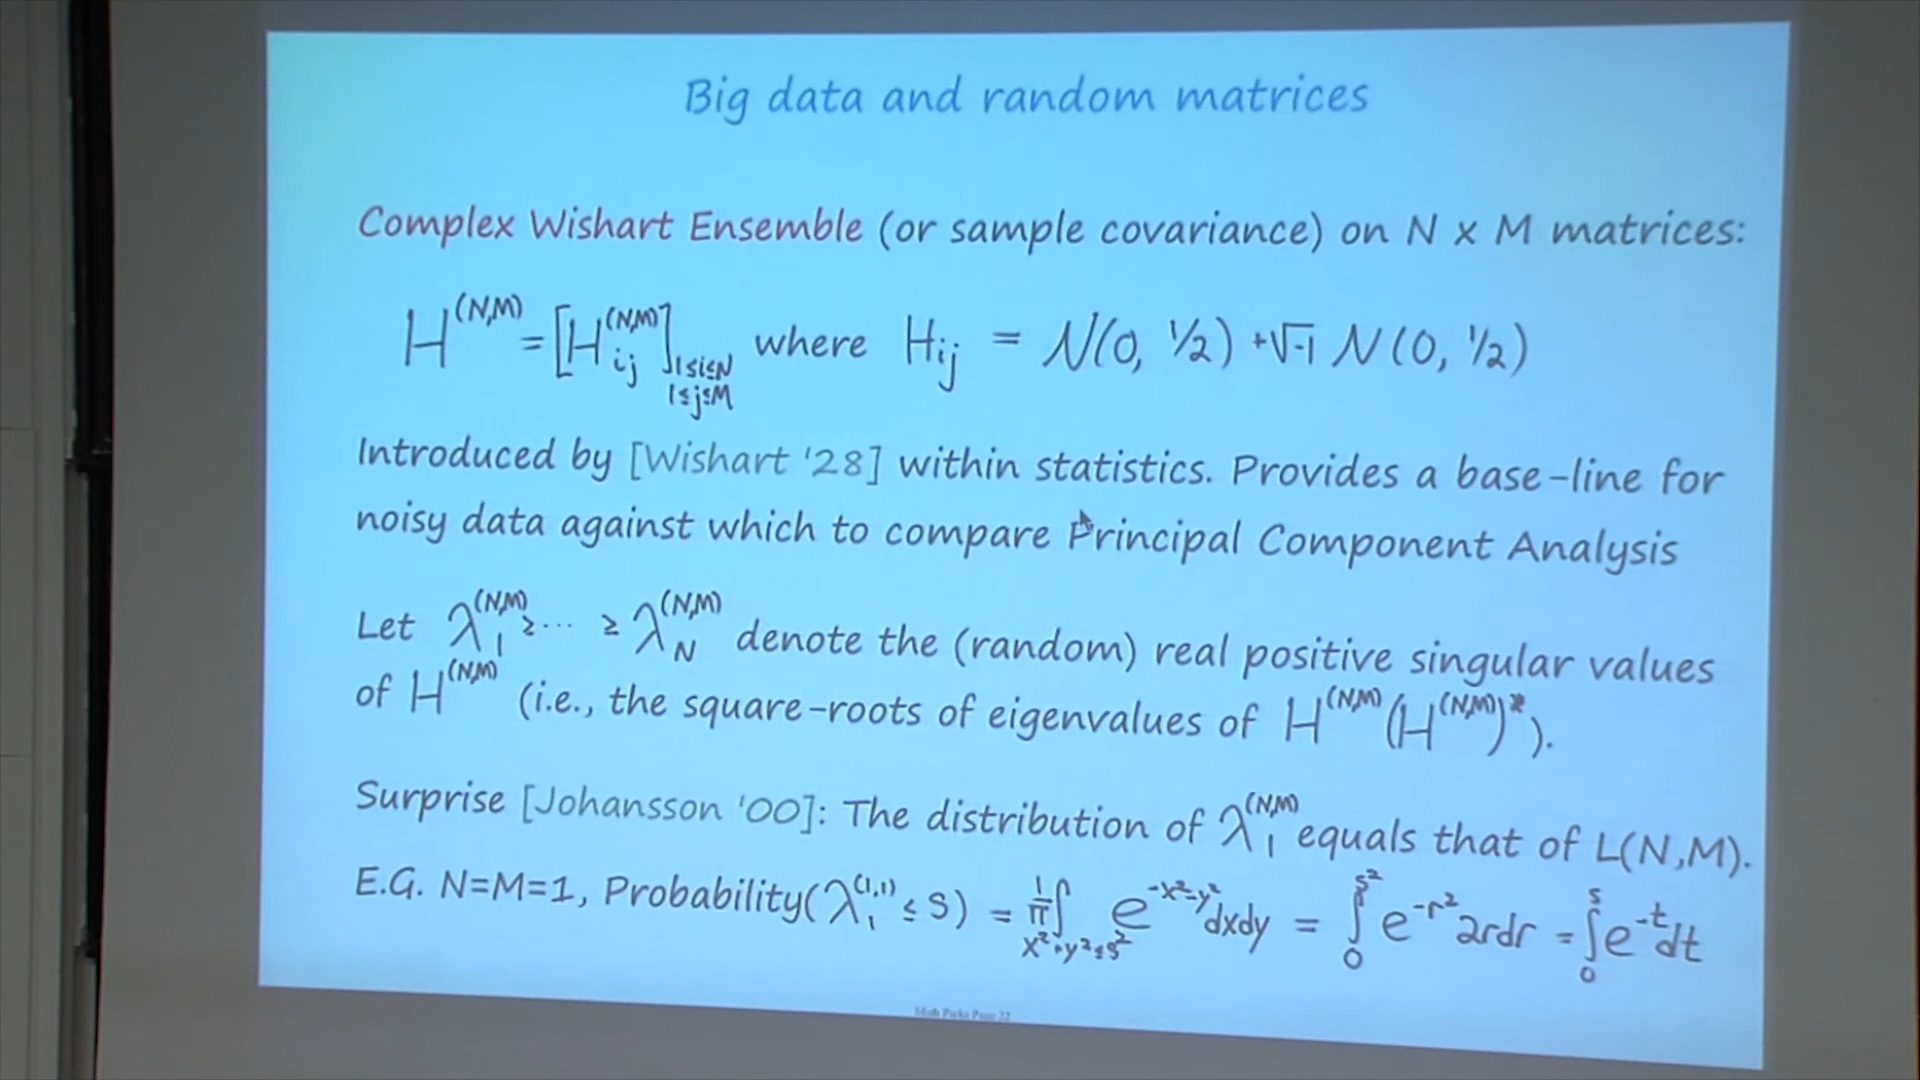 Big data and random matrices
Complex Wishart Ensemble (or sample covariance) on N x M matrices:
H^(N,M) = [H_ij^(N,M)]_{1≤i≤N, 1≤j≤M} where H_ij = N(0, 1/2) + √-1 N(0, 1/2)
Introduced by [Wishart '28] within statistics. Provides a base-line for
noisy data against which to compare Principal Component Analysis
Let λ_1^(N,M) ≥ ... ≥ λ_N^(N,M) denote the (random) real positive singular values
of H^(N,M) (i.e., the square-roots of eigenvalues of H^(N,M) (H^(N,M))*).
Surprise [Johansson '00]: The distribution of λ_1^(N,M) equals that of L(N,M).
E.G. N=M=1, Probability(λ_1^(1,1) ≤ s) = 1/π ∫_{x²+y²≤s²} e^{-x²-y²} dxdy = ∫_0^{s²} e^{-r²} 2rdr = ∫_0^s e^{-t} dt